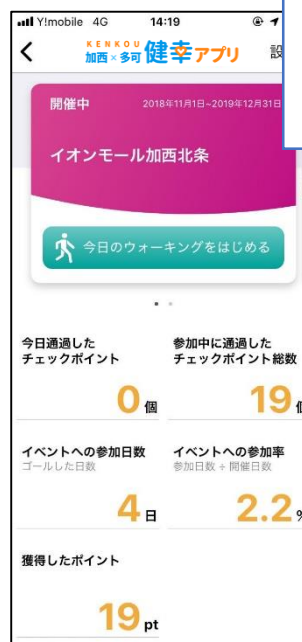 Y!mobile 4G 14:19
KENKOU
加西×多可 健幸アプリ 設
開催中 2018年11月1日~2019年12月31日
イオンモール加西北条
今日のウォーキングをはじめる
今日通過した
チェックポイント
参加中に通過した
チェックポイント総数
0個
19個
イベントへの参加日数
ゴールした日数
イベントへの参加率
参加日数÷開催日数
4日
2.2%
獲得したポイント
19pt